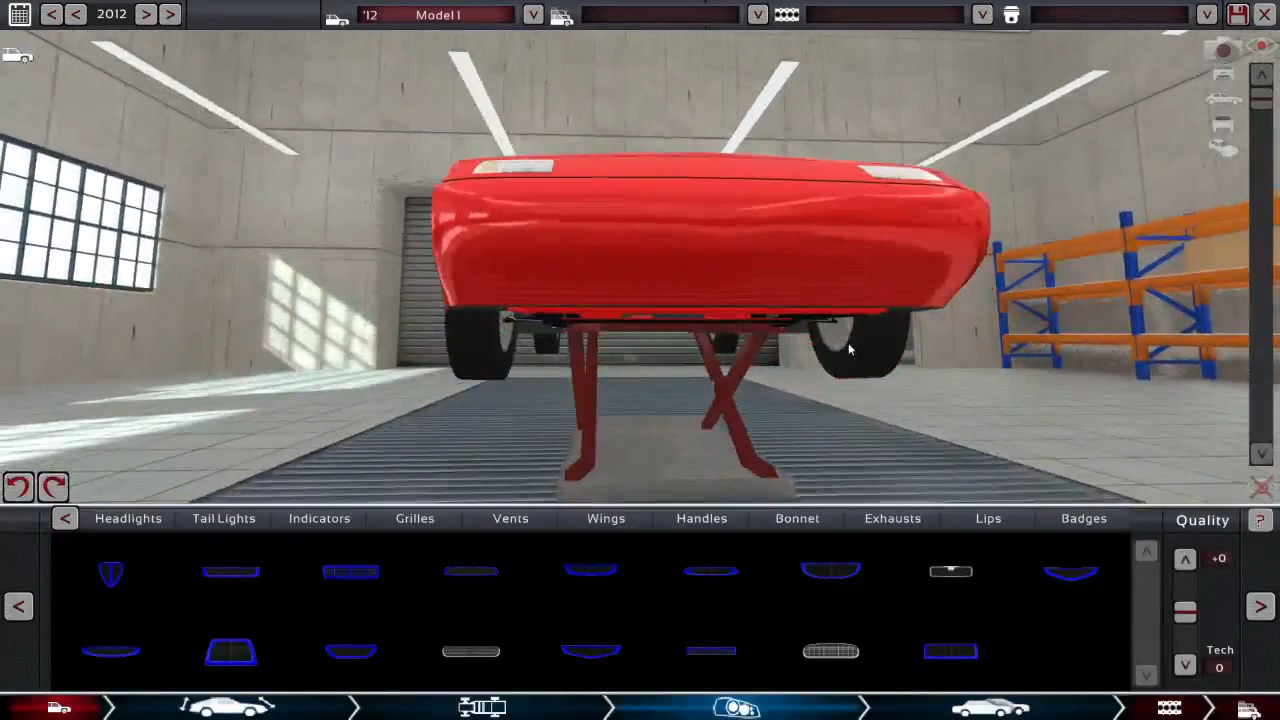 2012
'12 Model 1
Headlights Tail Lights Indicators Grilles Vents Wings Handles Bonnet Exhausts Lips Badges
Quality
+0
Tech
0